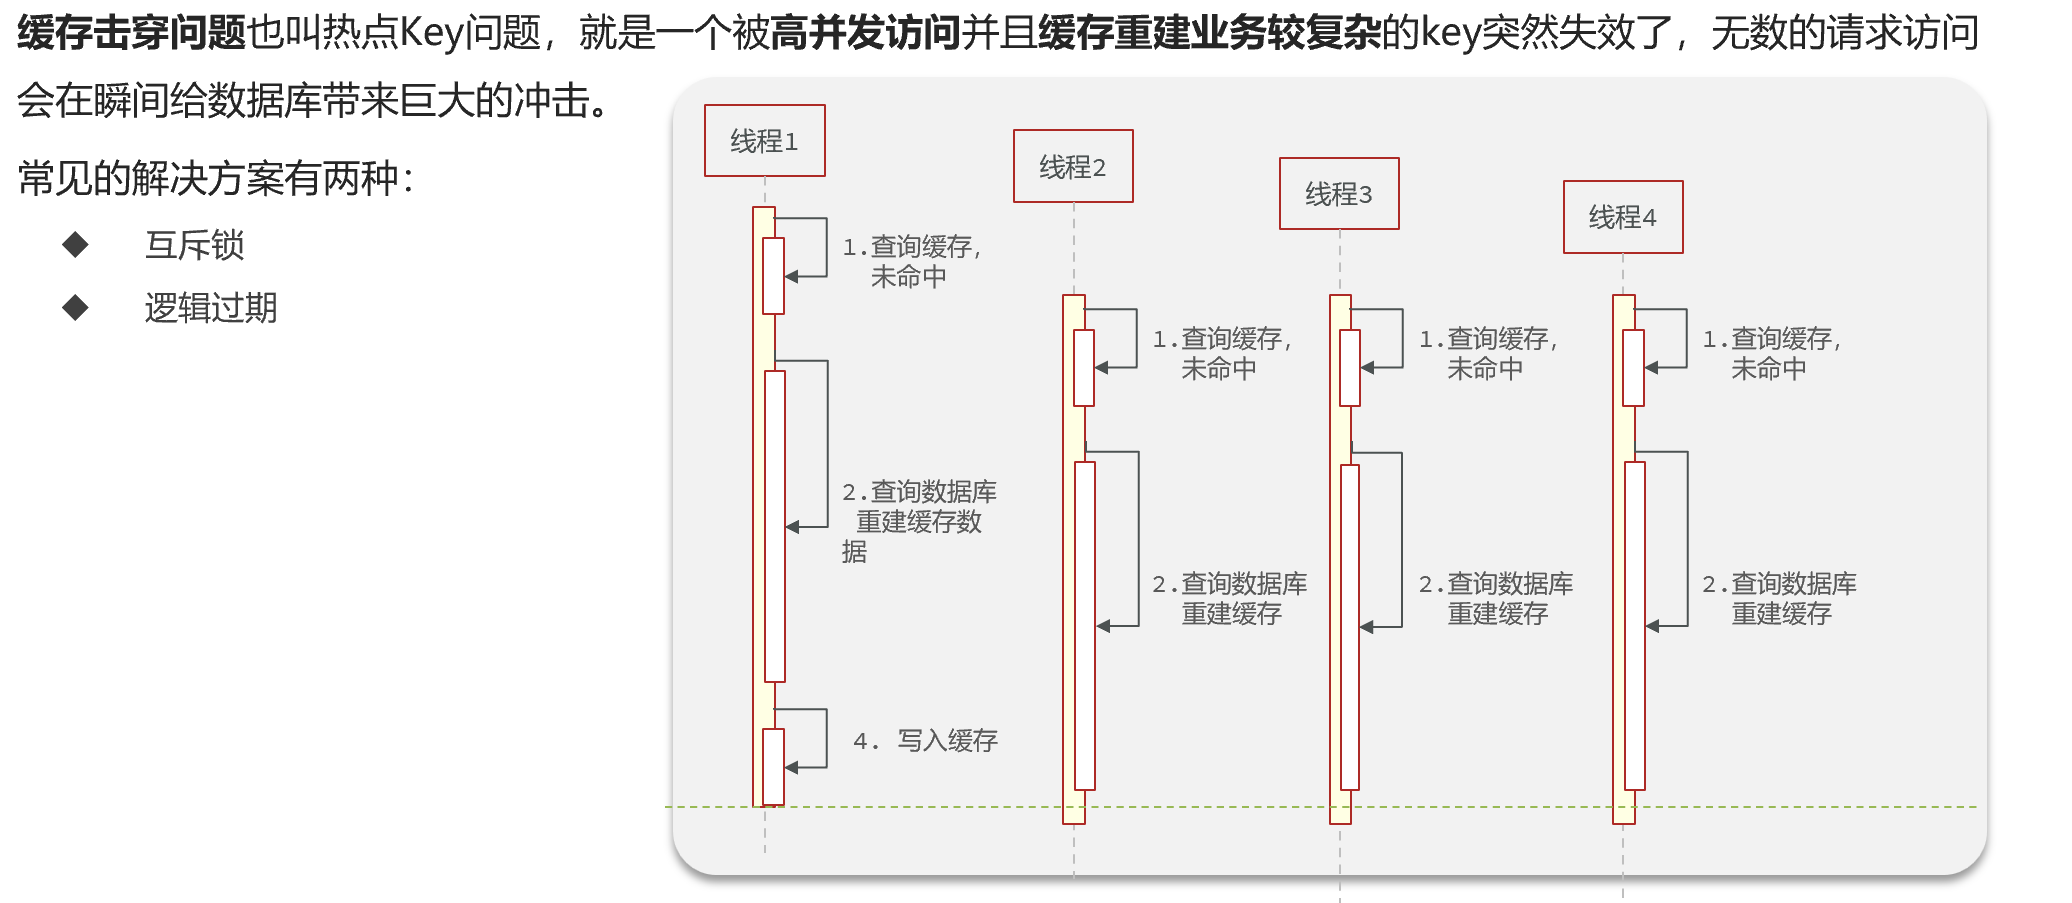 缓存击穿问题也叫热点Key问题，就是一个被高并发访问并且缓存重建业务较复杂的key突然失效了，无数的请求访问
会在瞬间给数据库带来巨大的冲击。
常见的解决方案有两种：
互斥锁
逻辑过期
线程1
线程2
线程3
线程4
1.查询缓存，
未命中
2.查询数据库
重建缓存数
据
4. 写入缓存
1.查询缓存，
未命中
2.查询数据库
重建缓存
1.查询缓存，
未命中
2.查询数据库
重建缓存
1.查询缓存，
未命中
2.查询数据库
重建缓存